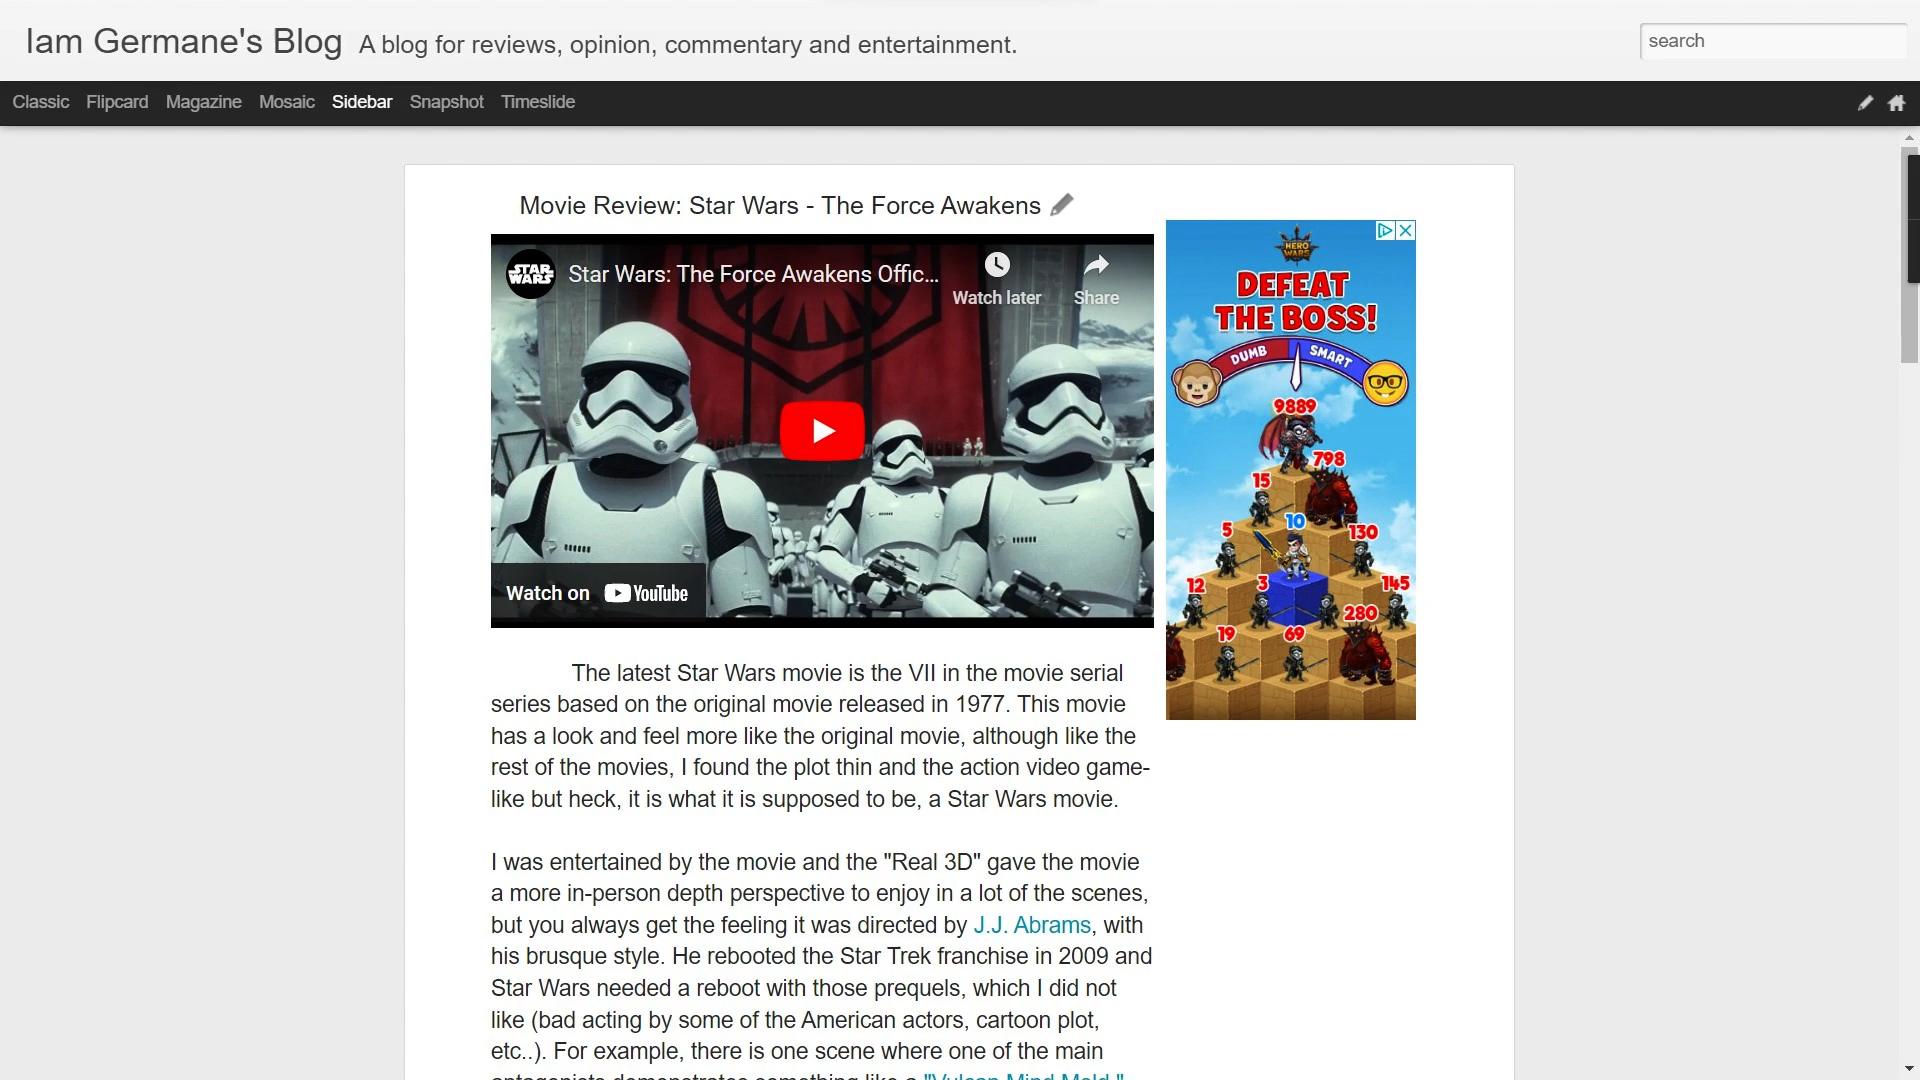 Iam Germane's Blog A blog for reviews, opinion, commentary and entertainment.
search
Classic Flipcard Magazine Mosaic Sidebar Snapshot Timeslide
Movie Review: Star Wars - The Force Awakens
STAR WARS
Star Wars: The Force Awakens Offic...
Watch later
Share
Watch on YouTube
HERO WARS
DEFEAT
THE BOSS!
DUMB SMART
9889
798
15
10
5
130
12
3
145
280
19
69
The latest Star Wars movie is the VII in the movie serial
series based on the original movie released in 1977. This movie
has a look and feel more like the original movie, although like the
rest of the movies, I found the plot thin and the action video game-
like but heck, it is what it is supposed to be, a Star Wars movie.
I was entertained by the movie and the "Real 3D" gave the movie
a more in-person depth perspective to enjoy in a lot of the scenes,
but you always get the feeling it was directed by J.J. Abrams, with
his brusque style. He rebooted the Star Trek franchise in 2009 and
Star Wars needed a reboot with those prequels, which I did not
like (bad acting by some of the American actors, cartoon plot,
etc..). For example, there is one scene where one of the main
antagonists demonstrates something like a "Vulcan Mind Meld,"